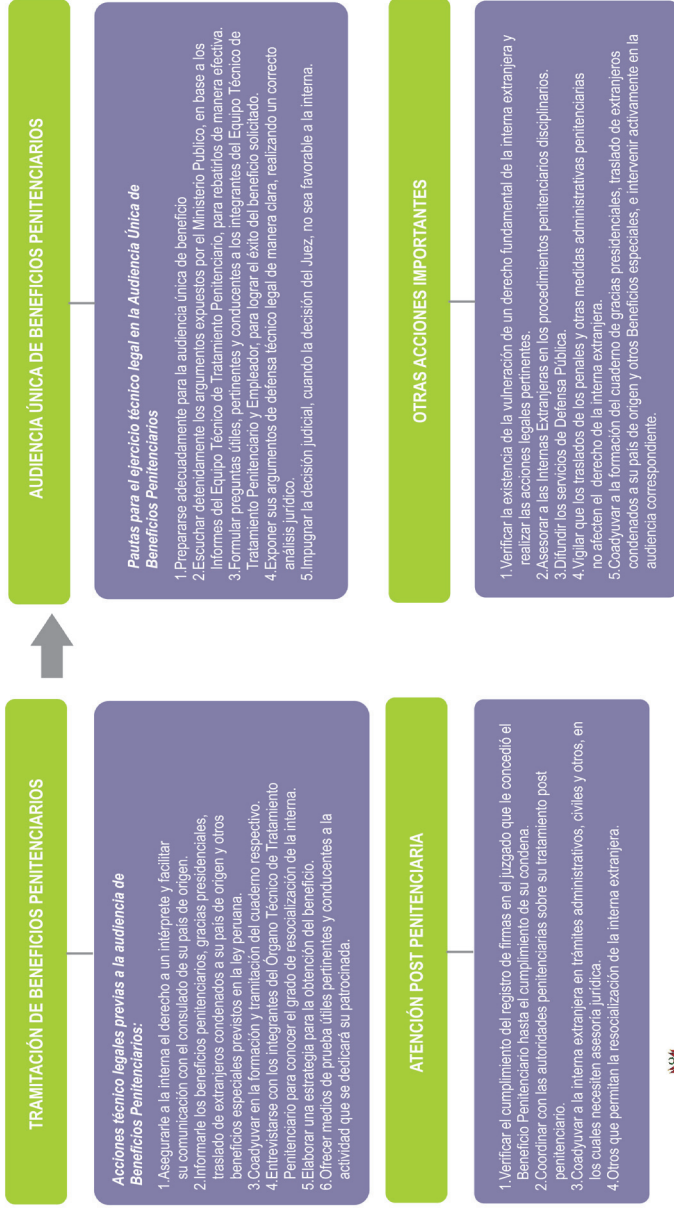 TRAMITACIÓN DE BENEFICIOS PENITENCIARIOS
Acciones técnico legales previas a la audiencia de
Beneficios Penitenciarios:
1.Asegurarle a la interna el derecho a un intérprete y facilitar
su comunicación con el consulado de su país de origen.
2.Informarle los beneficios penitenciarios, gracias presidenciales,
traslado de extranjeros condenados a su país de origen y otros
beneficios especiales previstos en la ley peruana.
3.Coadyuvar en la formación y tramitación del cuaderno respectivo.
4.Entrevistarse con los integrantes del Órgano Técnico de Tratamiento
Penitenciario para conocer el grado de resocialización de la interna.
5.Elaborar una estrategia para la obtención del beneficio.
6.Ofrecer medios de prueba útiles pertinentes y conducentes a la
actividad que se dedicará su patrocinada.
AUDIENCIA ÚNICA DE BENEFICIOS PENITENCIARIOS
Pautas para el ejercicio técnico legal en la Audiencia Única de
Beneficios Penitenciarios
1.Prepararse adecuadamente para la audiencia única de beneficio
2.Escuchar detenidamente los argumentos expuestos por el Ministerio Publico, en base a los
Informes del Equipo Técnico de Tratamiento Penitenciario, para rebatirlos de manera efectiva.
3.Formular preguntas útiles, pertinentes y conducentes a los integrantes del Equipo Técnico de
Tratamiento Penitenciario y Empleador, para lograr el éxito del beneficio solicitado.
4.Exponer sus argumentos de defensa técnico legal de manera clara, realizando un correcto
análisis jurídico.
5.Impugnar la decisión judicial, cuando la decisión del Juez, no sea favorable a la interna.
ATENCIÓN POST PENITENCIARIA
1.Verificar el cumplimiento del registro de firmas en el juzgado que le concedió el
Beneficio Penitenciario hasta el cumplimiento de su condena.
2.Coordinar con las autoridades penitenciarias sobre su tratamiento post
penitenciario.
3.Coadyuvar a la interna extranjera en trámites administrativos, civiles y otros, en
los cuales necesiten asesoría jurídica.
4.Otros que permitan la resocialización de la interna extranjera.
OTRAS ACCIONES IMPORTANTES
1.Verificar la existencia de la vulneración de un derecho fundamental de la interna extranjera y
realizar las acciones legales pertinentes.
2.Asesorar a las Internas Extranjeras en los procedimientos penitenciarios disciplinarios.
3.Difundir los servicios de Defensa Pública.
4.Vigilar que los traslados de los penales y otras medidas administrativas penitenciarias
no afecten el derecho de la interna extranjera.
5.Coadyuvar a la formación del cuaderno de gracias presidenciales, traslado de extranjeros
condenados a su país de origen y otros Beneficios especiales, e intervenir activamente en la
audiencia correspondiente.